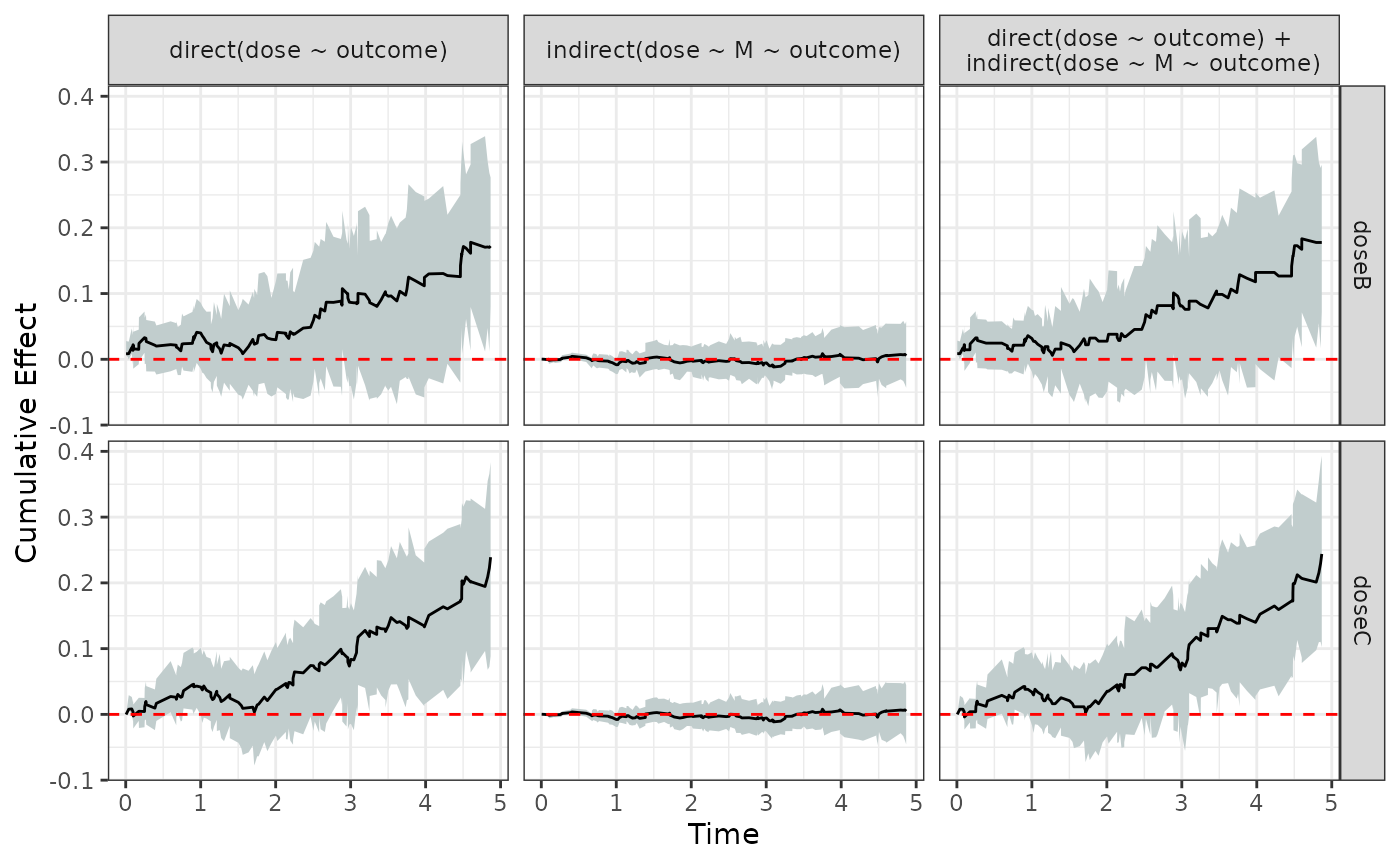 direct(dose ~ outcome)
indirect(dose ~ M ~ outcome)
direct(dose ~ outcome) +
indirect(dose ~ M ~ outcome)
Cumulative Effect
0.4
0.3
0.2
0.1
0.0
-0.1
doseB
0.4
0.3
0.2
0.1
0.0
-0.1
doseC
0 1 2 3 4 5
0 1 2 3 4 5
0 1 2 3 4 5
Time